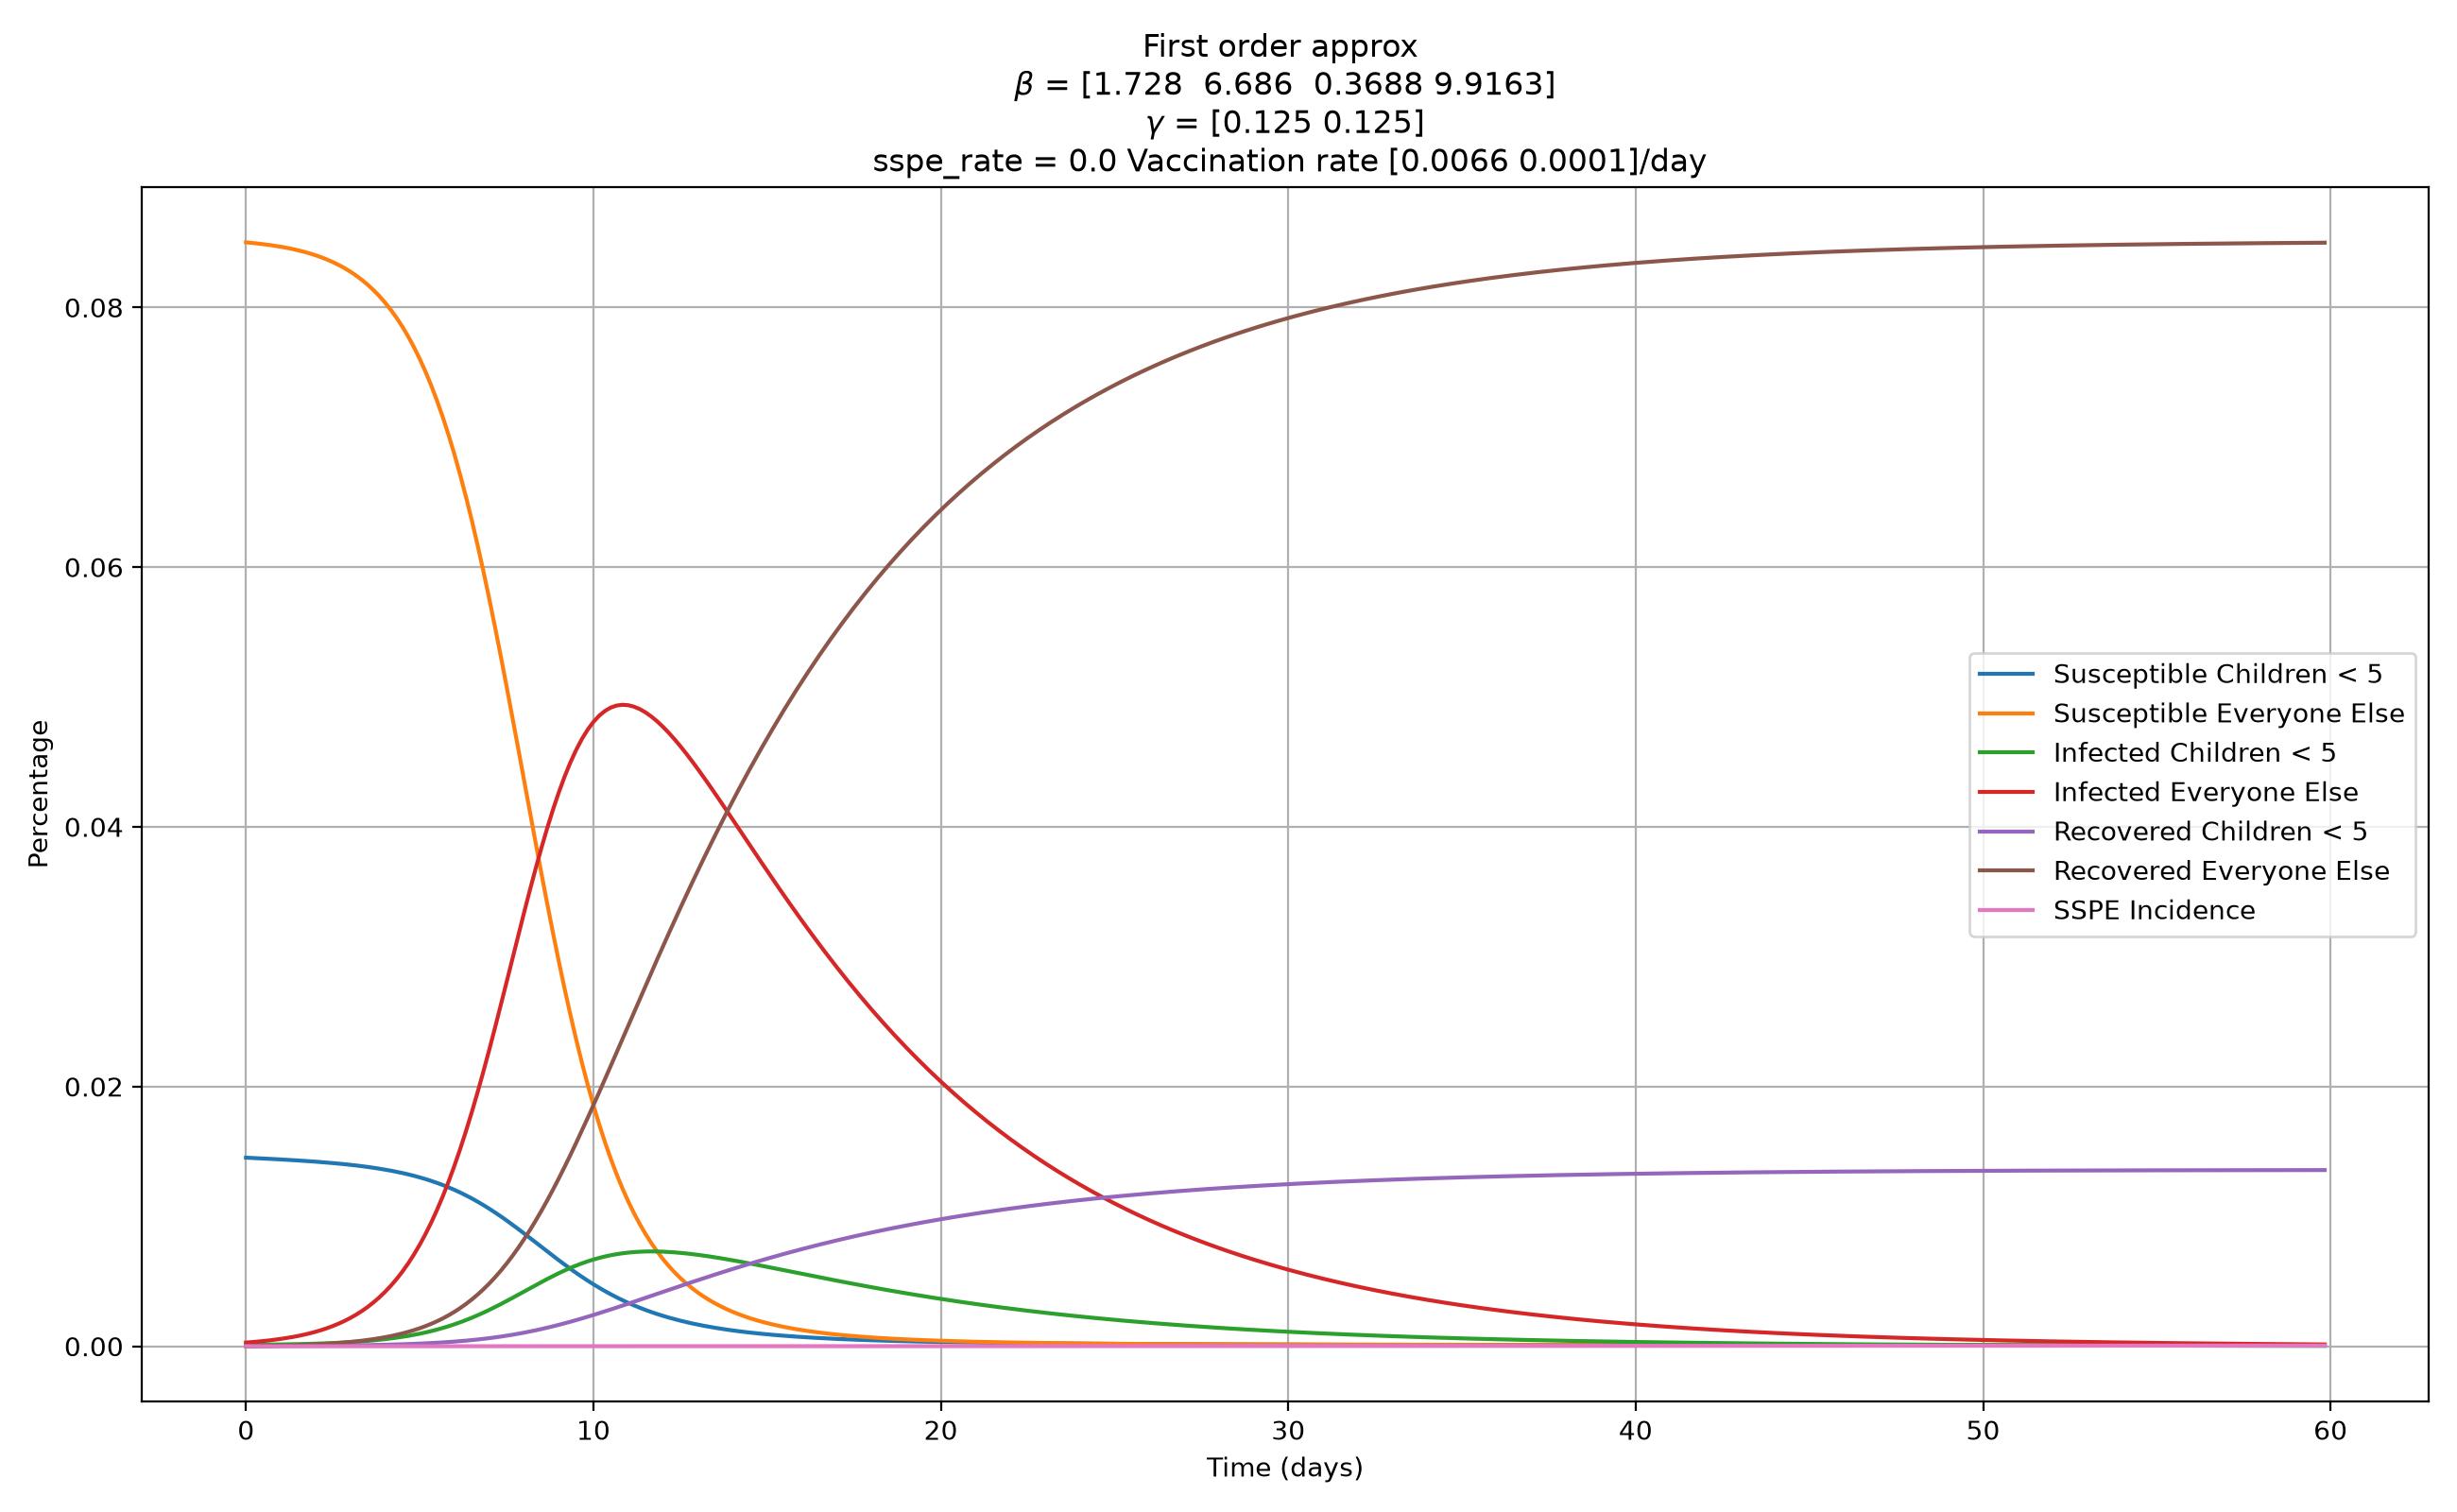 First order approx
β = [1.728  6.686  0.3688 9.9163]
γ = [0.125 0.125]
sspe_rate = 0.0 Vaccination rate [0.0066 0.0001]/day
Percentage
0.08
0.06
0.04
0.02
0.00
Susceptible Children < 5
Susceptible Everyone Else
Infected Children < 5
Infected Everyone Else
Recovered Children < 5
Recovered Everyone Else
SSPE Incidence
0 10 20 30 40 50 60
Time (days)